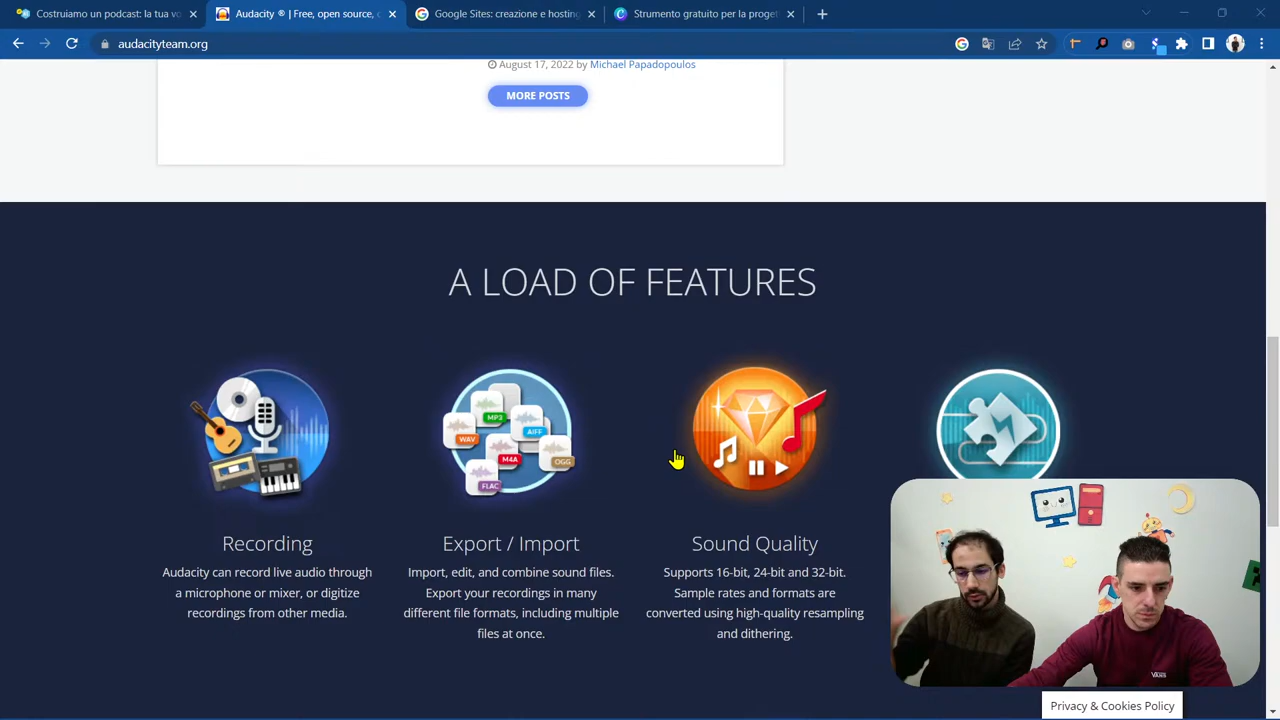 Costruiamo un podcast: la tua vo
Audacity ® | Free, open source, c
Google Sites: creazione e hosting
Strumento gratuito per la proget
audacityteam.org
August 17, 2022 by Michael Papadopoulos
MORE POSTS
A LOAD OF FEATURES
MP3
WAV
AIFF
M4A
OGG
FLAC
Recording
Audacity can record live audio through
a microphone or mixer, or digitize
recordings from other media.
Export / Import
Import, edit, and combine sound files.
Export your recordings in many
different file formats, including multiple
files at once.
Sound Quality
Supports 16-bit, 24-bit and 32-bit.
Sample rates and formats are
converted using high-quality resampling
and dithering.
VANS
Privacy & Cookies Policy